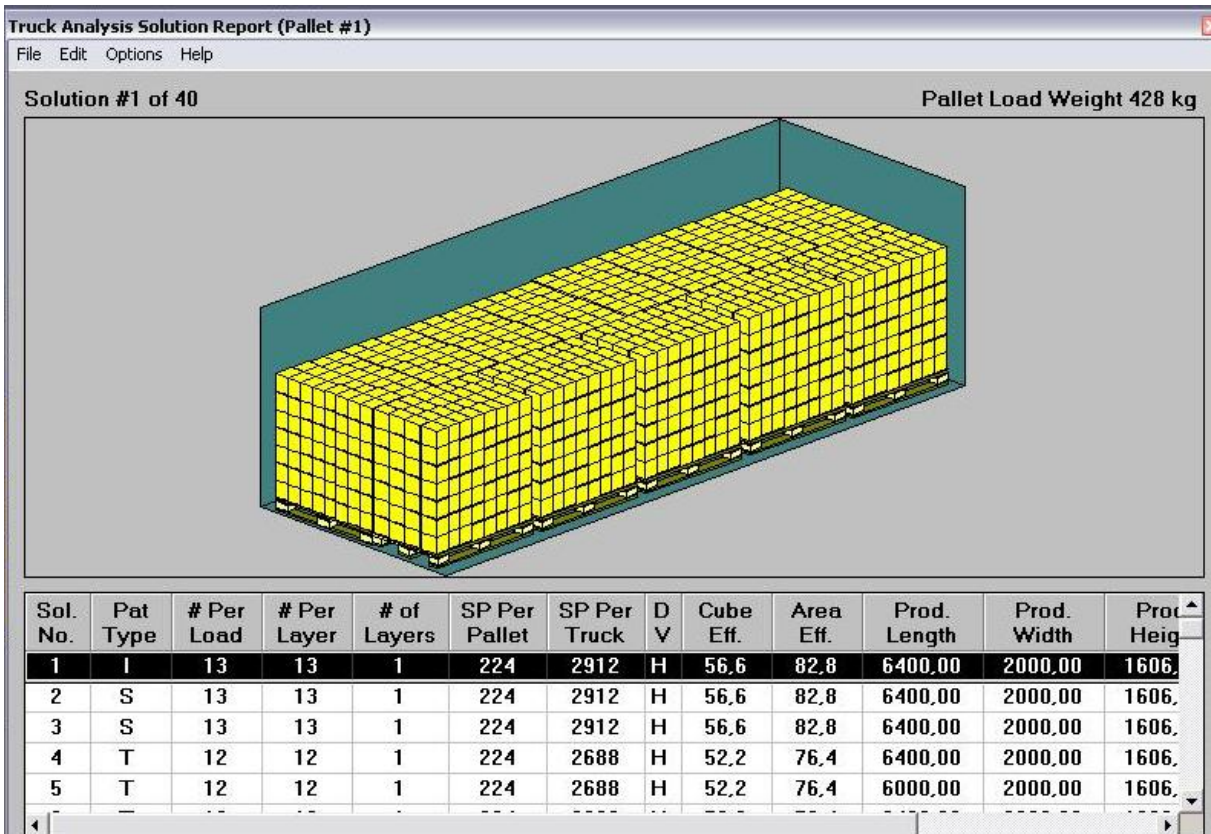 Truck Analysis Solution Report (Pallet #1)
File Edit Options Help
Solution #1 of 40 Pallet Load Weight 428 kg
Sol. No. Pat Type # Per Load # Per Layer # of Layers SP Per Pallet SP Per Truck D V Cube Eff. Area Eff. Prod. Length Prod. Width Prod Heig
1 I 13 13 1 224 2912 H 56,6 82,8 6400,00 2000,00 1606,
2 S 13 13 1 224 2912 H 56,6 82,8 6400,00 2000,00 1606,
3 S 13 13 1 224 2912 H 56,6 82,8 6400,00 2000,00 1606,
4 T 12 12 1 224 2688 H 52,2 76,4 6400,00 2000,00 1606,
5 T 12 12 1 224 2688 H 52,2 76,4 6000,00 2000,00 1606,